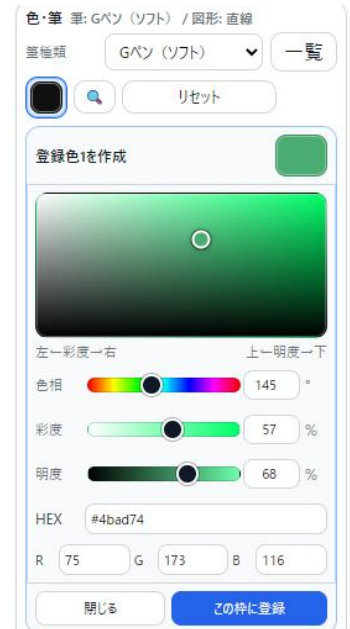 色・筆 筆: Gペン（ソフト） / 図形: 直線
筆種類 Gペン（ソフト） 一覧
リセット
登録色1を作成
左←彩度→右 上←明度→下
色相 145 °
彩度 57 %
明度 68 %
HEX #4bad74
R 75 G 173 B 116
閉じる この枠に登録